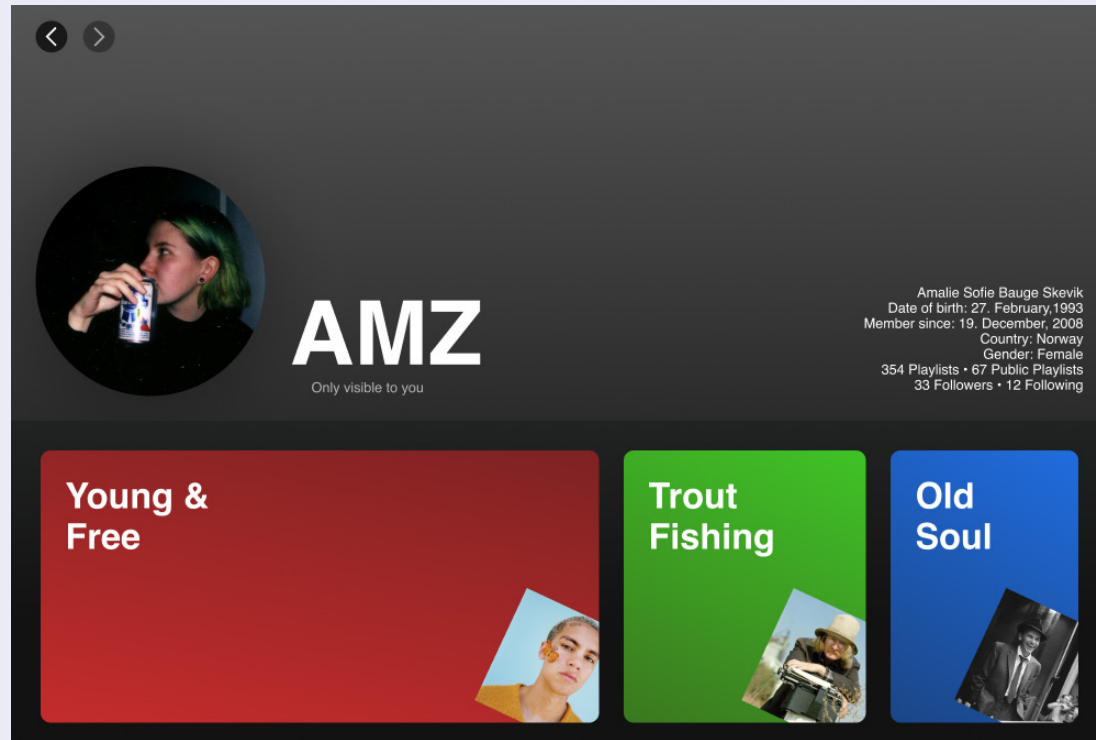 AMZ
Only visible to you
Amalie Sofie Bauge Skevik
Date of birth: 27. February,1993
Member since: 19. December, 2008
Country: Norway
Gender: Female
354 Playlists • 67 Public Playlists
33 Followers • 12 Following
Young &
Free
Trout
Fishing
Old
Soul